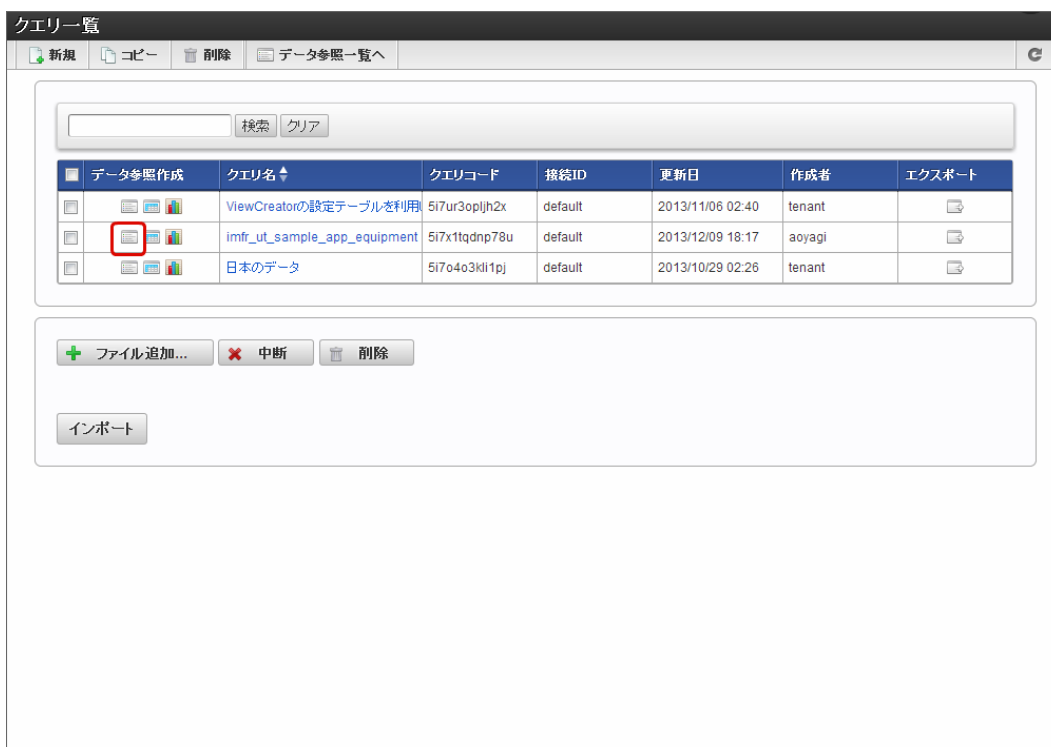 クエリ一覧
新規 コピー 削除 データ参照一覧へ
検索 クリア
データ参照作成 クエリ名 クエリコード 接続ID 更新日 作成者 エクスポート
ViewCreatorの設定テーブルを利用 5i7ur3opljh2x default 2013/11/06 02:40 tenant
imfr_ut_sample_app_equipment 5i7x1tqdnp78u default 2013/12/09 18:17 aoyagi
日本のデータ 5i7o4o3kli1pj default 2013/10/29 02:26 tenant
ファイル追加... 中断 削除
インポート